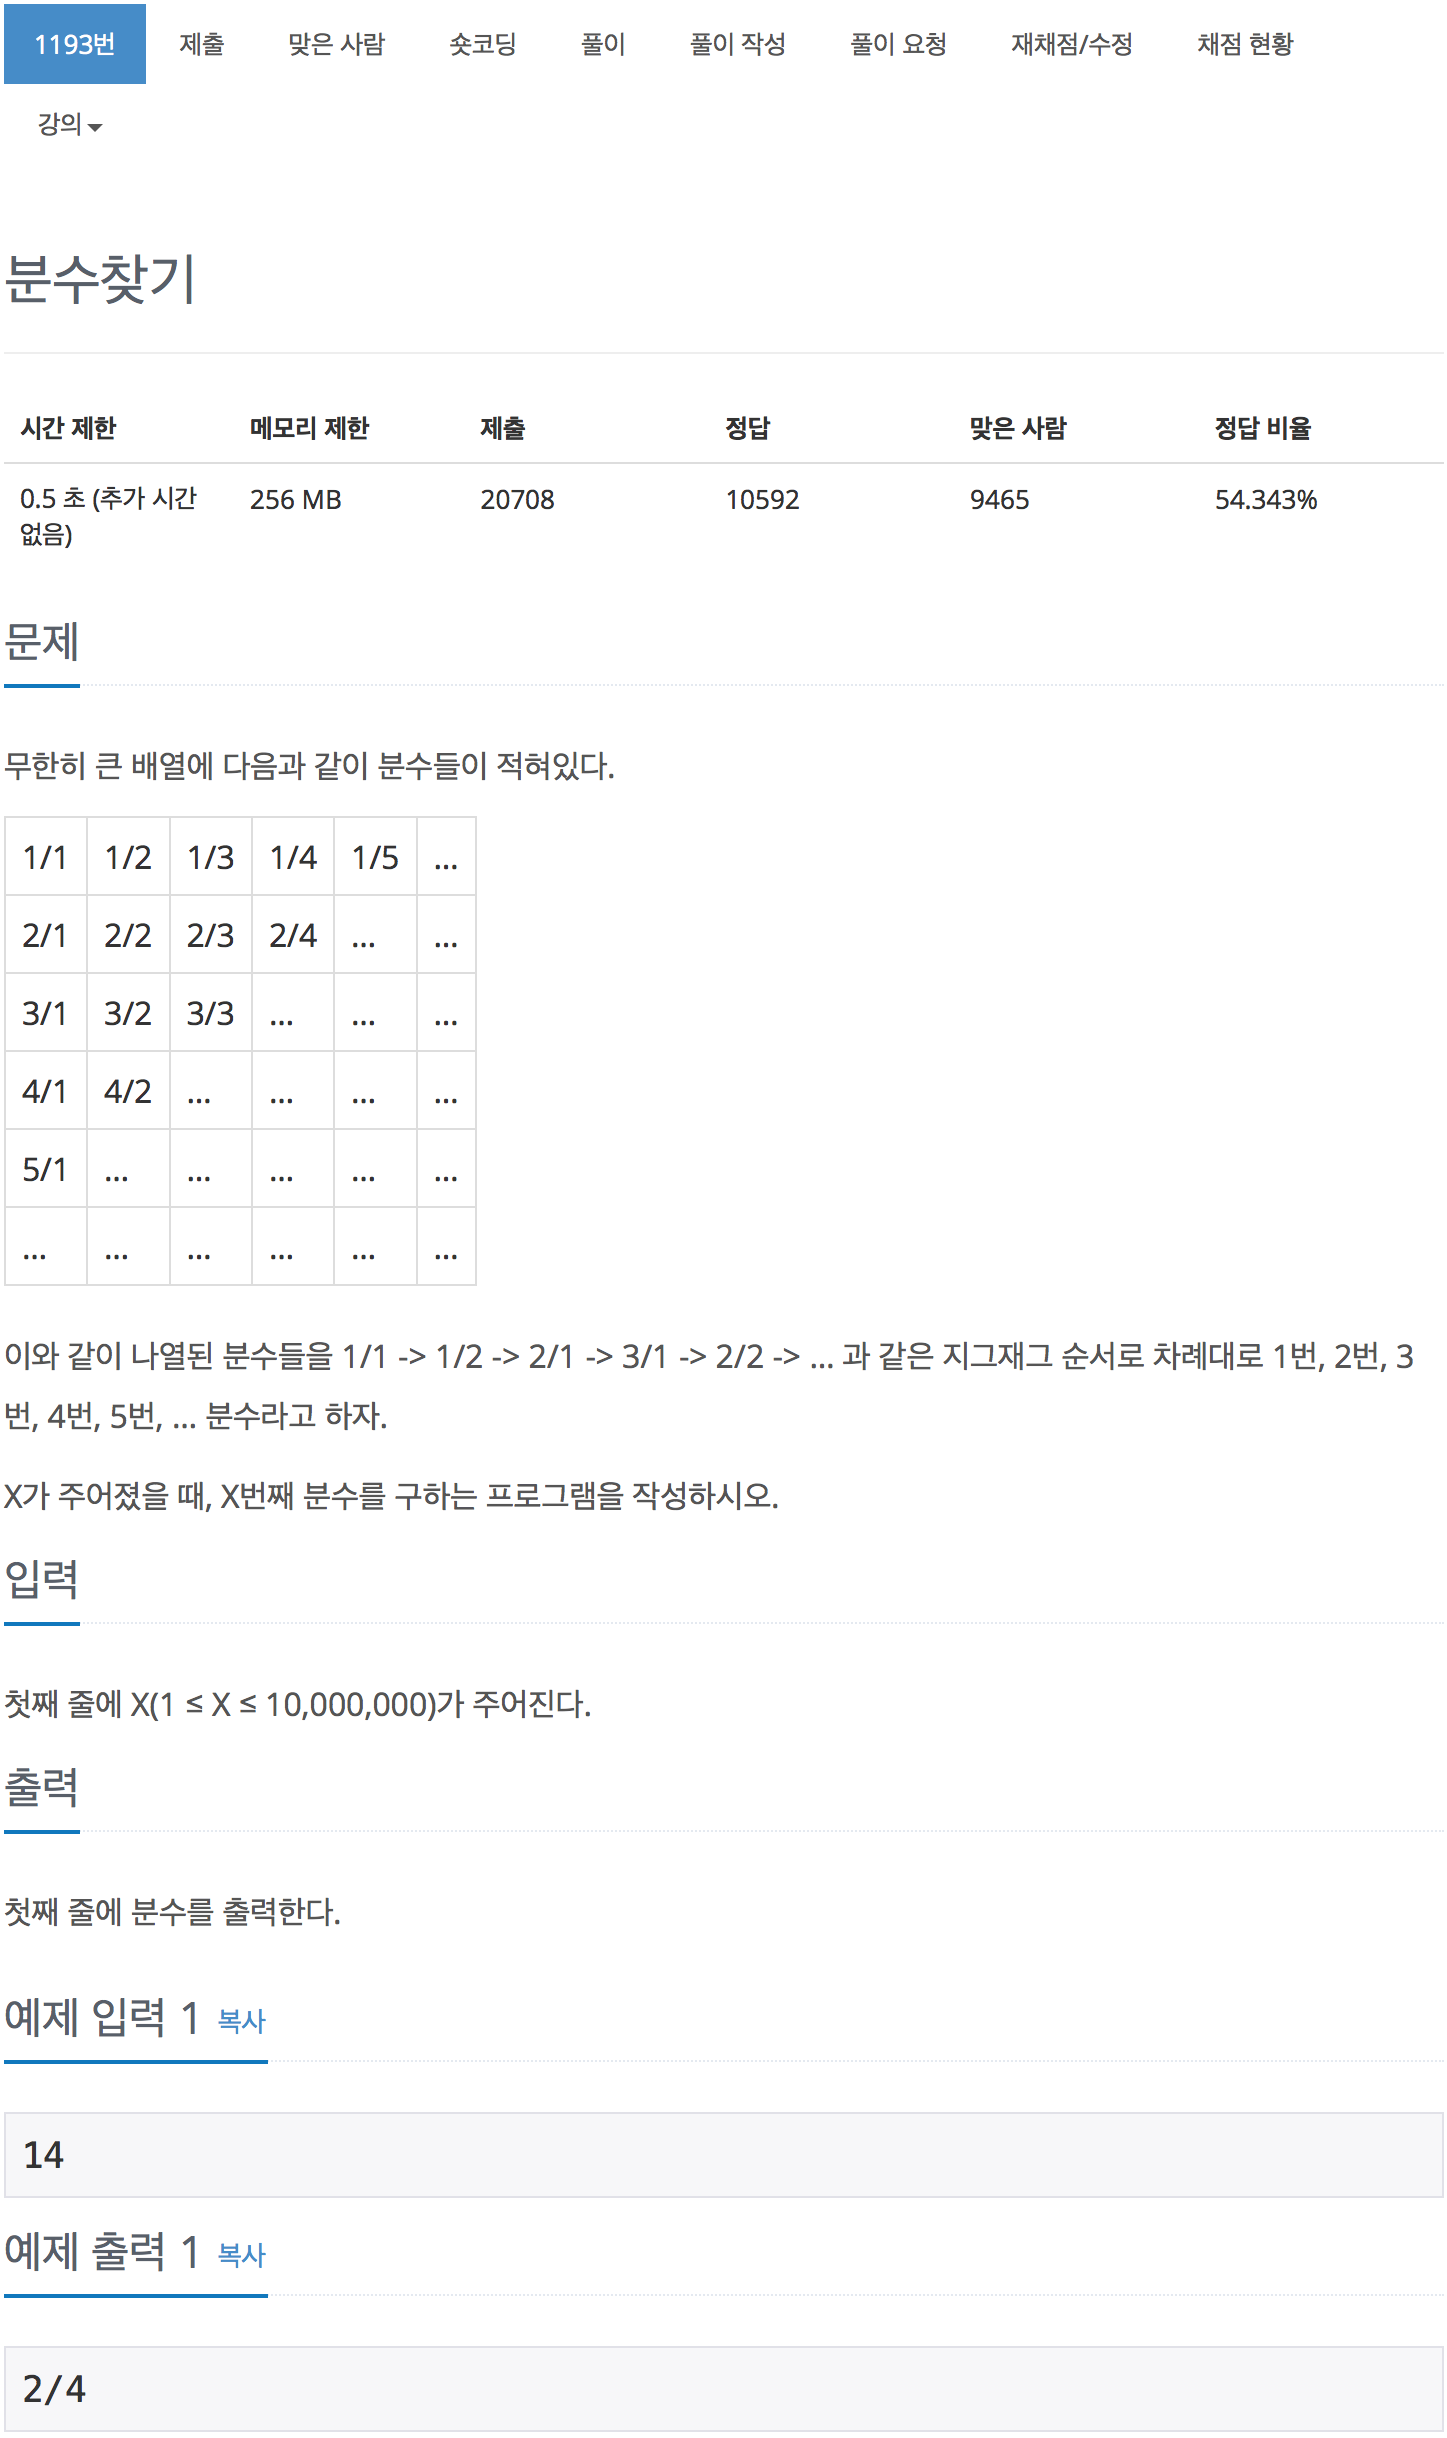 1193번 제출 맞은 사람 숏코딩 풀이 풀이 작성 풀이 요청 재채점/수정 채점 현황
강의
분수찾기
시간 제한 메모리 제한 제출 정답 맞은 사람 정답 비율
0.5 초 (추가 시간 없음) 256 MB 20708 10592 9465 54.343%
문제
무한히 큰 배열에 다음과 같이 분수들이 적혀있다.
1/1 1/2 1/3 1/4 1/5 ...
2/1 2/2 2/3 2/4 ... ...
3/1 3/2 3/3 ... ... ...
4/1 4/2 ... ... ... ...
5/1 ... ... ... ... ...
... ... ... ... ... ...
이와 같이 나열된 분수들을 1/1 -> 1/2 -> 2/1 -> 3/1 -> 2/2 -> ... 과 같은 지그재그 순서로 차례대로 1번, 2번, 3
번, 4번, 5번, ... 분수라고 하자.
X가 주어졌을 때, X번째 분수를 구하는 프로그램을 작성하시오.
입력
첫째 줄에 X(1 ≤ X ≤ 10,000,000)가 주어진다.
출력
첫째 줄에 분수를 출력한다.
예제 입력 1 복사
14
예제 출력 1 복사
2/4